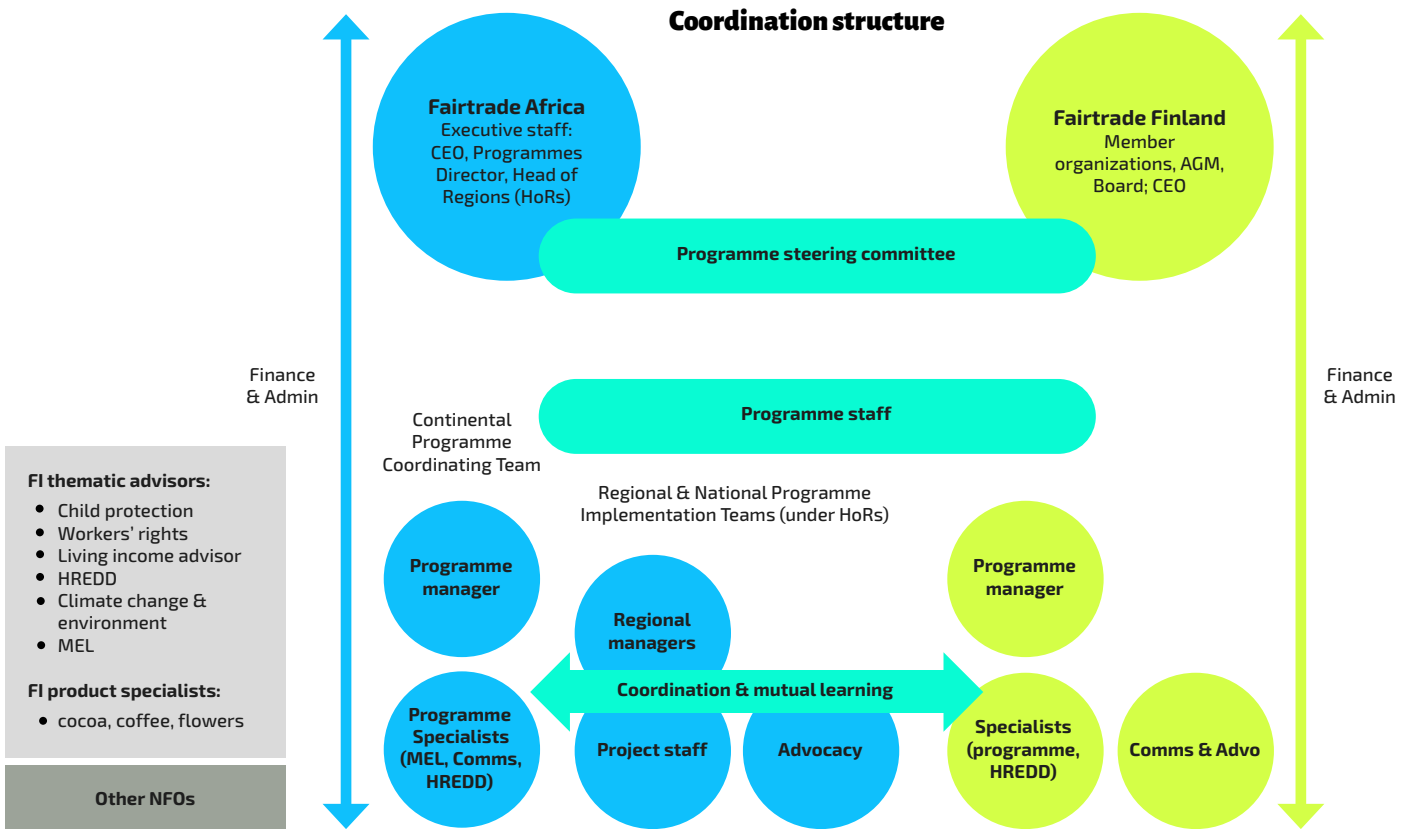 Coordination structure
Fairtrade Africa
Executive staff:
CEO, Programmes
Director, Head of
Regions (HoRs)
Fairtrade Finland
Member
organizations, AGM,
Board; CEO
Programme steering committee
Finance
& Admin
Finance
& Admin
Programme staff
Continental
Programme
Coordinating Team
Regional & National Programme
Implementation Teams (under HoRs)
FI thematic advisors:
• Child protection
• Workers’ rights
• Living income advisor
• HREDD
• Climate change &
environment
• MEL
FI product specialists:
• cocoa, coffee, flowers
Other NFOs
Programme
manager
Regional
managers
Programme
manager
Coordination & mutual learning
Programme
Specialists
(MEL, Comms,
HREDD)
Project staff
Advocacy
Specialists
(programme,
HREDD)
Comms & Advo